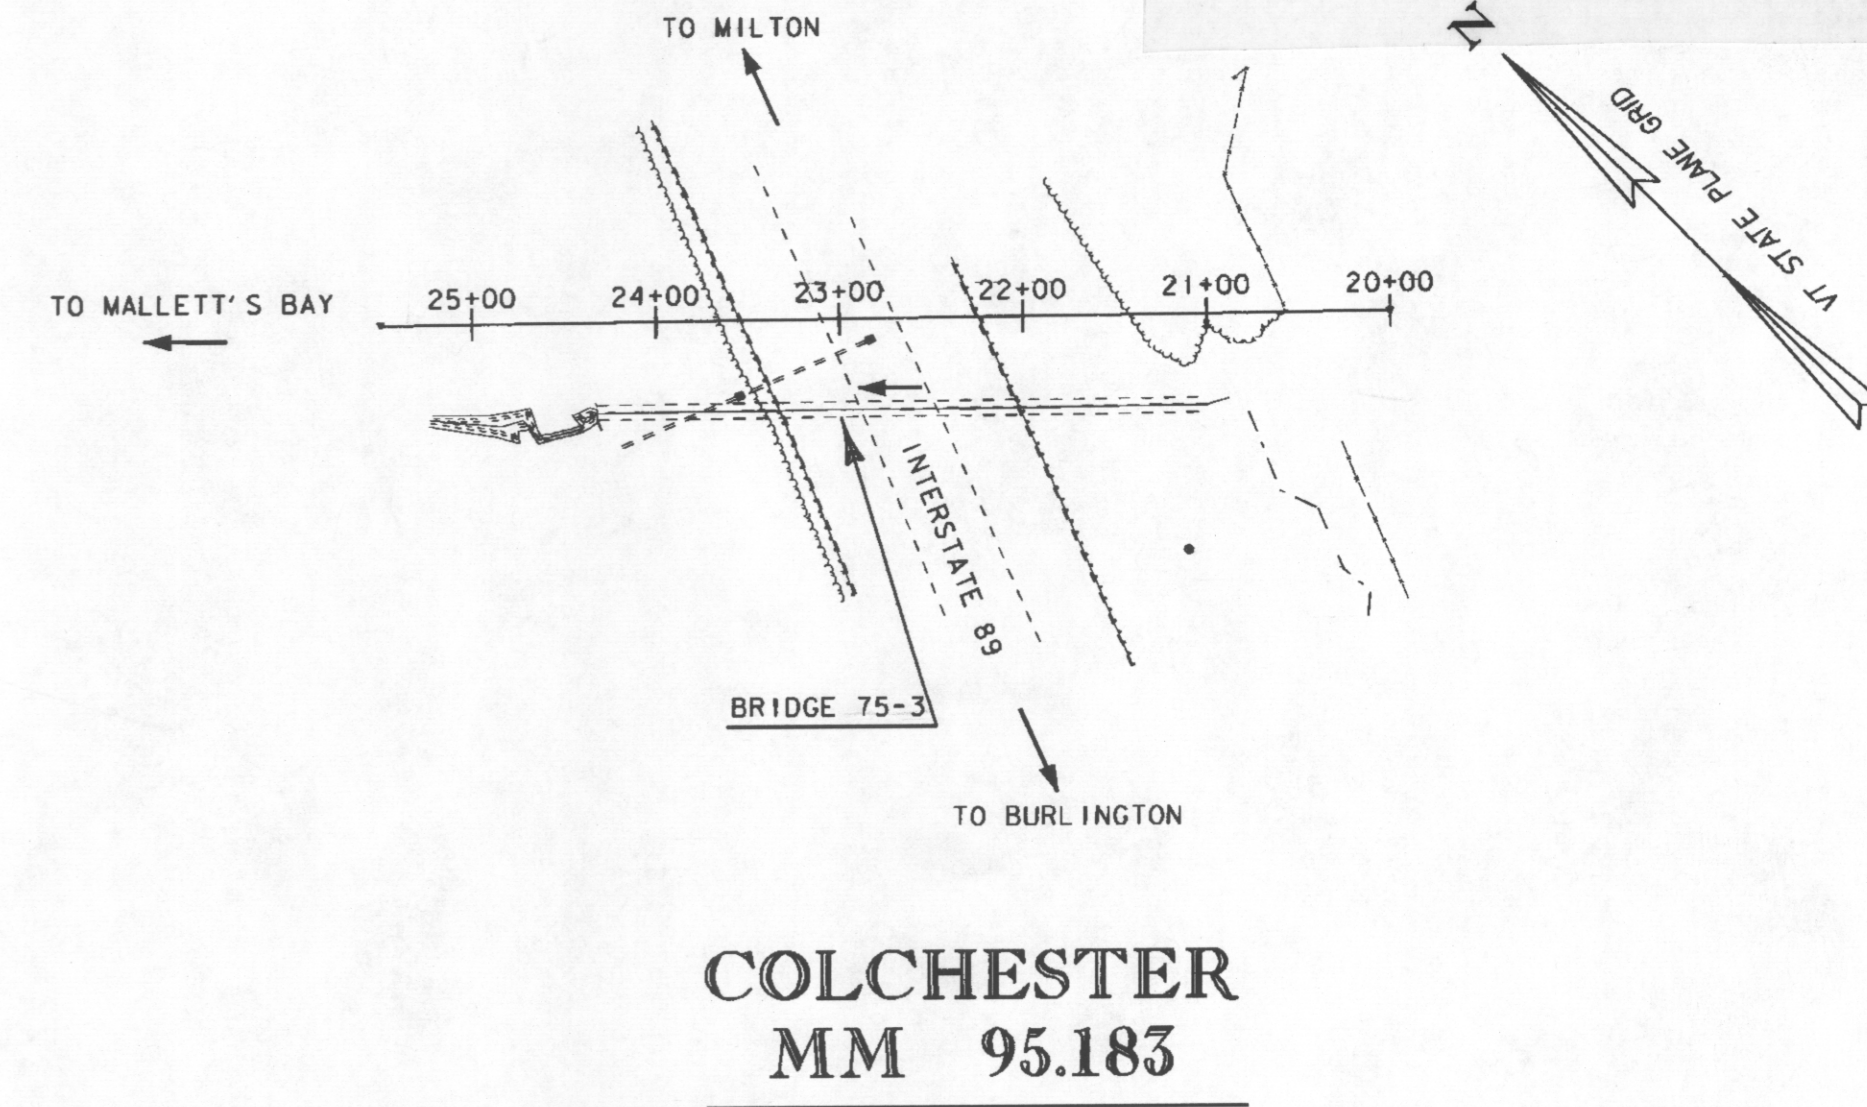 TO MILTON
N
VT STATE PLANE GRID
TO MALLETT'S BAY
25+00
24+00
23+00
22+00
21+00
20+00
INTERSTATE 89
BRIDGE 75-3
TO BURLINGTON
COLCHESTER
MM 95.183